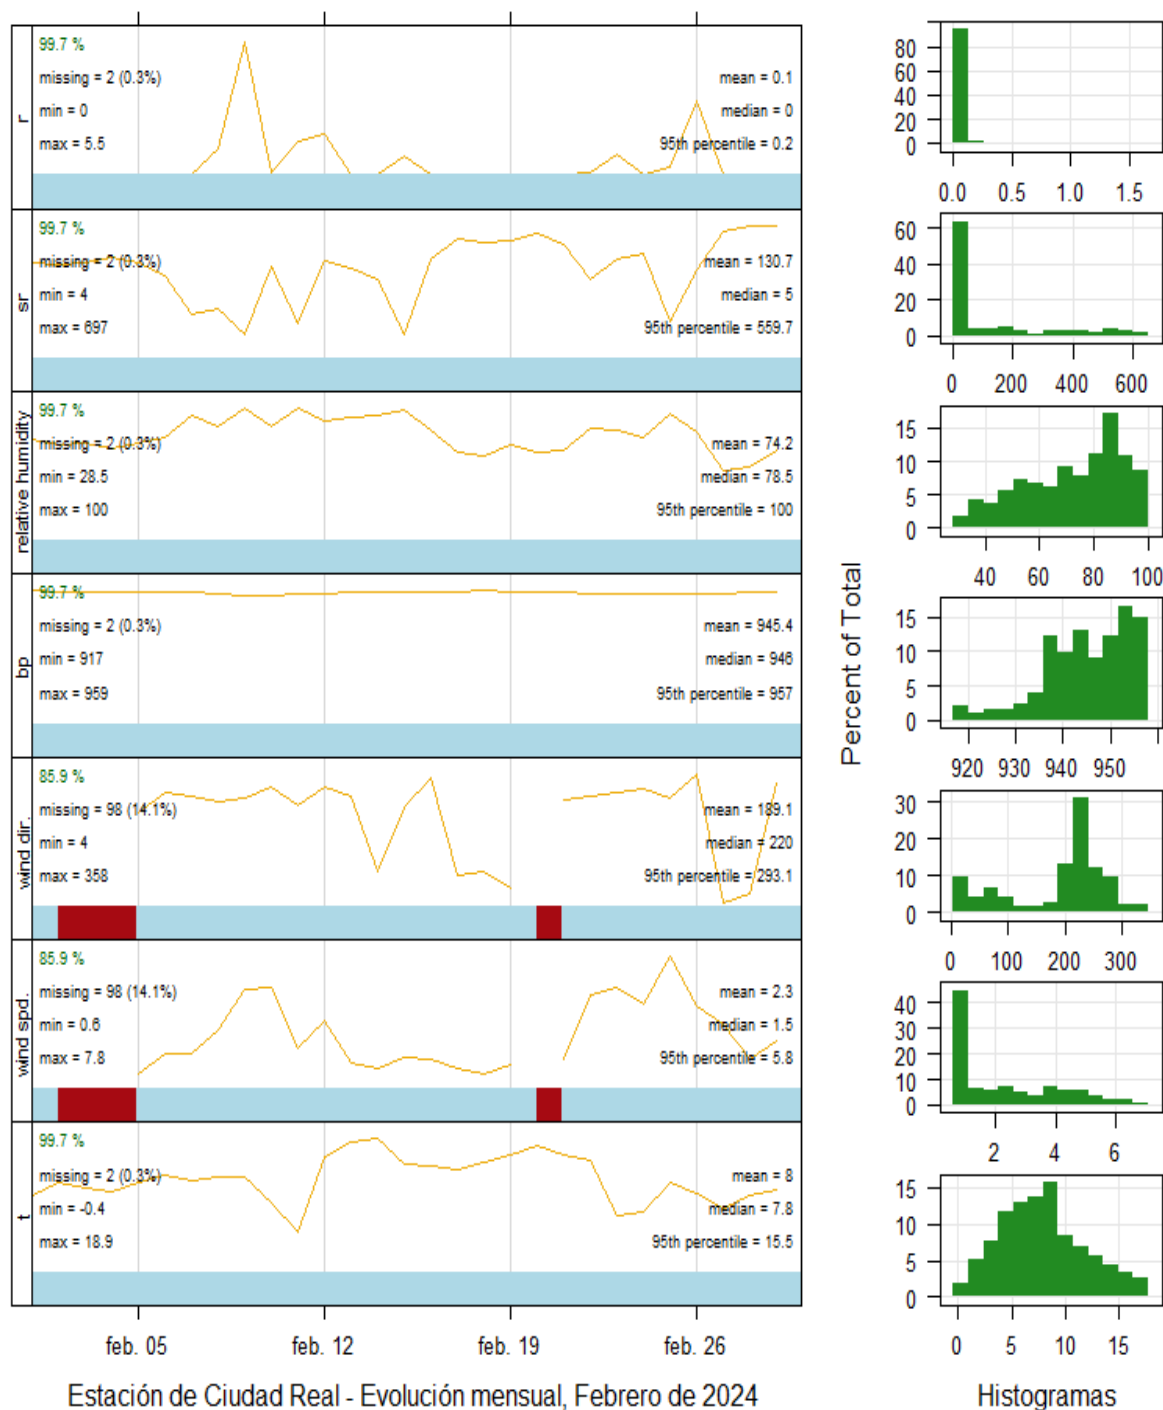 r
99.7 %
missing = 2 (0.3%)
min = 0
max = 5.5
mean = 0.1
median = 0
95th percentile = 0.2
sr
99.7 %
missing = 2 (0.3%)
min = 4
max = 697
mean = 130.7
median = 5
95th percentile = 559.7
relative humidity
99.7 %
missing = 2 (0.3%)
min = 28.5
max = 100
mean = 74.2
median = 78.5
95th percentile = 100
bp
99.7 %
missing = 2 (0.3%)
min = 917
max = 959
mean = 945.4
median = 946
95th percentile = 957
wind dir.
85.9 %
missing = 98 (14.1%)
min = 4
max = 358
mean = 189.1
median = 220
95th percentile = 293.1
wind spd.
85.9 %
missing = 98 (14.1%)
min = 0.6
max = 7.8
mean = 2.3
median = 1.5
95th percentile = 5.8
t
99.7 %
missing = 2 (0.3%)
min = -0.4
max = 18.9
mean = 8
median = 7.8
95th percentile = 15.5
feb. 05 feb. 12 feb. 19 feb. 26
Estación de Ciudad Real - Evolución mensual, Febrero de 2024
Percent of Total
80
60
40
20
0
0.0 0.5 1.0 1.5
60
40
20
0
0 200 400 600
15
10
5
0
40 60 80 100
15
10
5
0
920 930 940 950
30
20
10
0
0 100 200 300
40
30
20
10
0
2 4 6
15
10
5
0
0 5 10 15
Histogramas